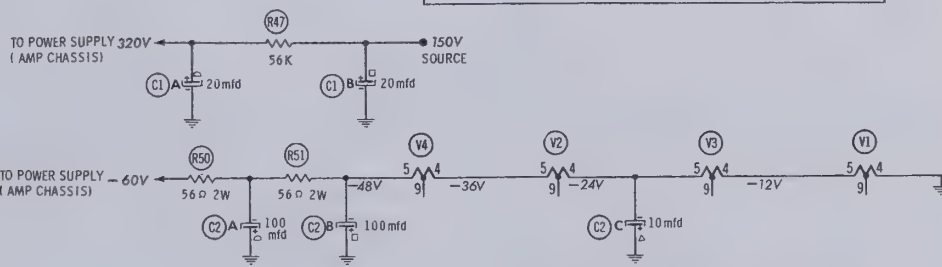 R47
TO POWER SUPPLY 320V
150V
( AMP CHASSIS)
56K
SOURCE
C1 A 20mfd
C1 B 20mfd
R50
R51
V4
V2
V3
V1
TO POWER SUPPLY -60V
( AMP CHASSIS)
56Ω 2W
56Ω 2W
-48V
5 4
9
-36V
5 4
9
-24V
5 4
9
-12V
5 4
9
C2 A 100 mfd
C2 B 100mfd
C2 C 10mfd